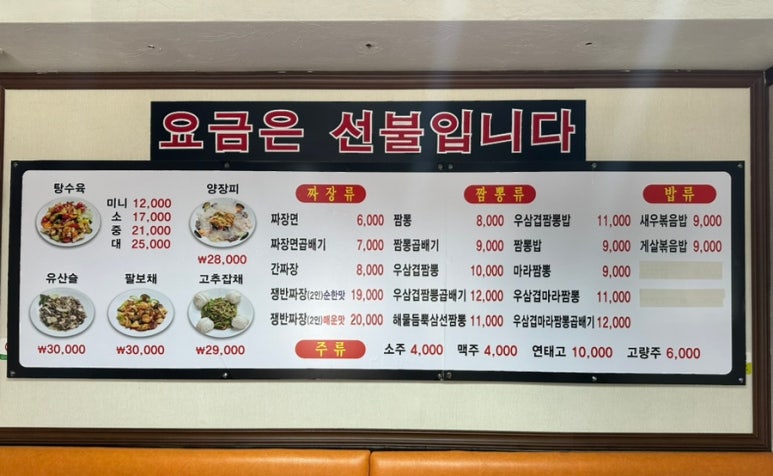 요금은 선불입니다
탕수육
미니 12,000
소 17,000
중 21,000
대 25,000
양장피
₩28,000
유산슬
₩30,000
팔보채
₩30,000
고추잡채
₩29,000
짜장류
짜장면 6,000
짜장면곱배기 7,000
간짜장 8,000
쟁반짜장(2인)순한맛 19,000
쟁반짜장(2인)매운맛 20,000
짬뽕류
짬뽕 8,000
짬뽕곱배기 9,000
우삼겹짬뽕 10,000
우삼겹짬뽕곱배기 12,000
해물듬뿍삼선짬뽕 11,000
우삼겹짬뽕밥 11,000
짬뽕밥 9,000
마라짬뽕 9,000
우삼겹마라짬뽕 11,000
우삼겹마라짬뽕곱배기 12,000
밥류
새우볶음밥 9,000
게살볶음밥 9,000
주류
소주 4,000 맥주 4,000 연태고 10,000 고량주 6,000